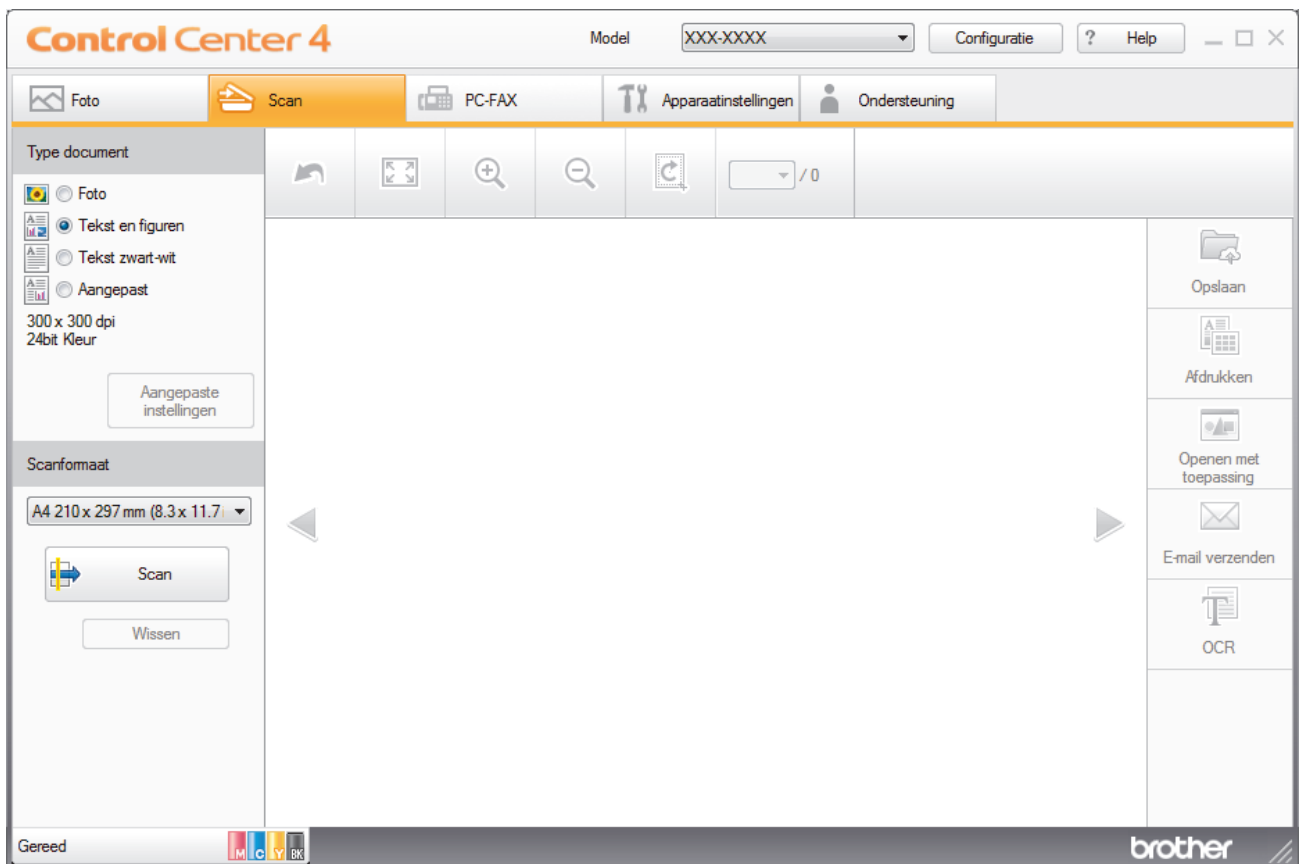 Control Center 4
Model
XXX-XXXX
Configuratie
? Help
Foto
Scan
PC-FAX
Apparaatinstellingen
Ondersteuning
Type document
Foto
Tekst en figuren
Tekst zwart-wit
Aangepast
300 x 300 dpi
24bit Kleur
Aangepaste
instellingen
Scanformaat
A4 210 x 297 mm (8.3 x 11.7
Scan
Wissen
/ 0
Opslaan
Afdrukken
Openen met
toepassing
E-mail verzenden
OCR
Gereed
M C Y BK
brother